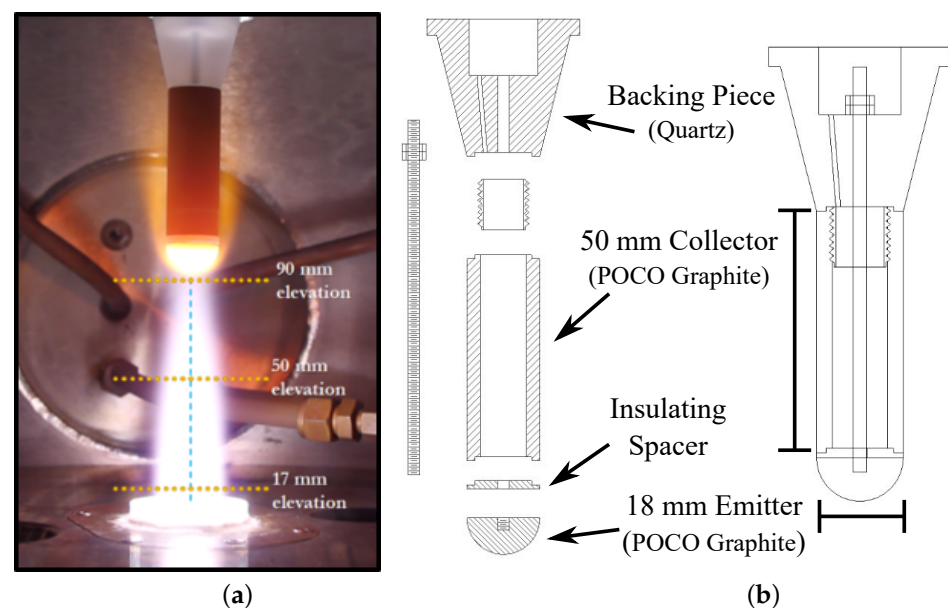 90 mm
elevation
50 mm
elevation
17 mm
elevation
Backing Piece
(Quartz)
50 mm Collector
(POCO Graphite)
Insulating
Spacer
18 mm Emitter
(POCO Graphite)
(a)
(b)